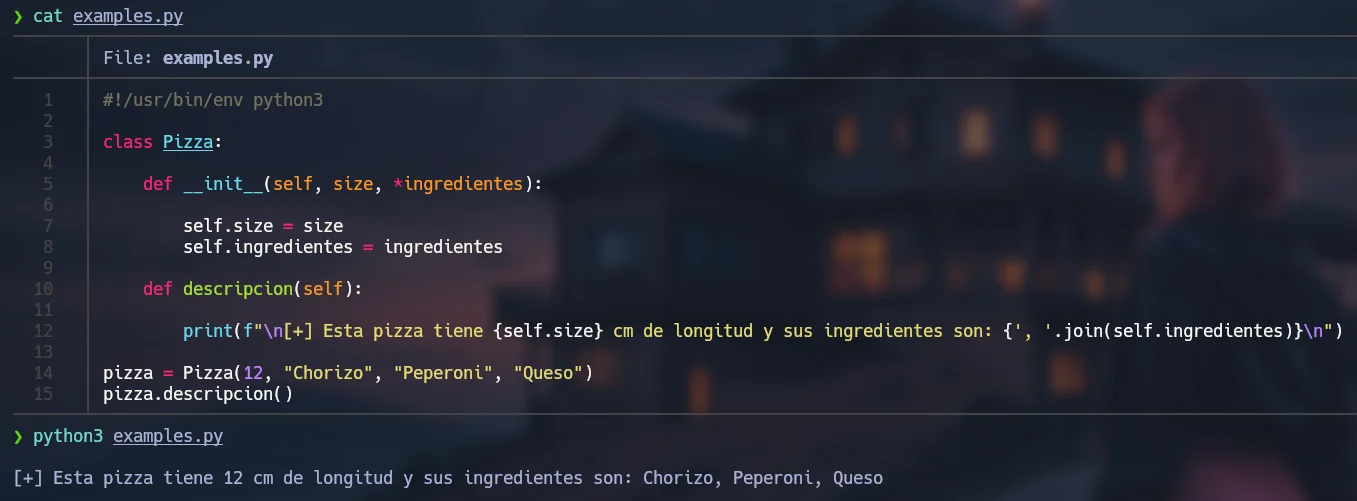 ❯ cat examples.py
File: examples.py
1 #!/usr/bin/env python3
2
3 class Pizza:
4
5     def __init__(self, size, *ingredientes):
6
7         self.size = size
8         self.ingredientes = ingredientes
9
10     def descripcion(self):
11
12         print(f"\n[+] Esta pizza tiene {self.size} cm de longitud y sus ingredientes son: {', '.join(self.ingredientes)}\n")
13
14 pizza = Pizza(12, "Chorizo", "Peperoni", "Queso")
15 pizza.descripcion()
❯ python3 examples.py
[+] Esta pizza tiene 12 cm de longitud y sus ingredientes son: Chorizo, Peperoni, Queso